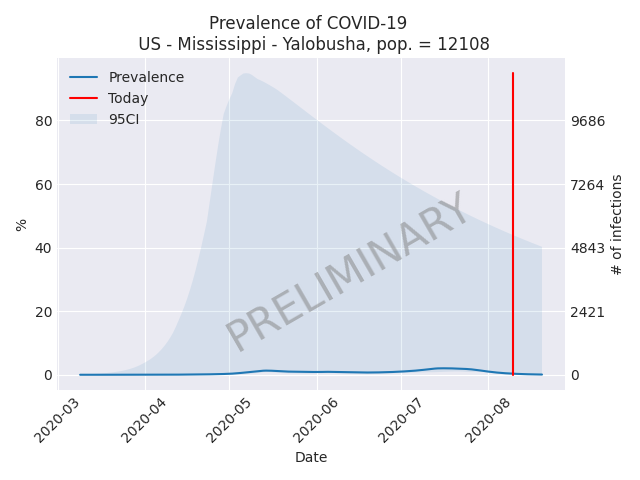 Prevalence of COVID-19
US - Mississippi - Yalobusha, pop. = 12108
Prevalence
Today
95CI
80
60
40
20
0
%
9686
7264
4843
2421
0
# of infections
PRELIMINARY
2020-03
2020-04
2020-05
2020-06
2020-07
2020-08
Date